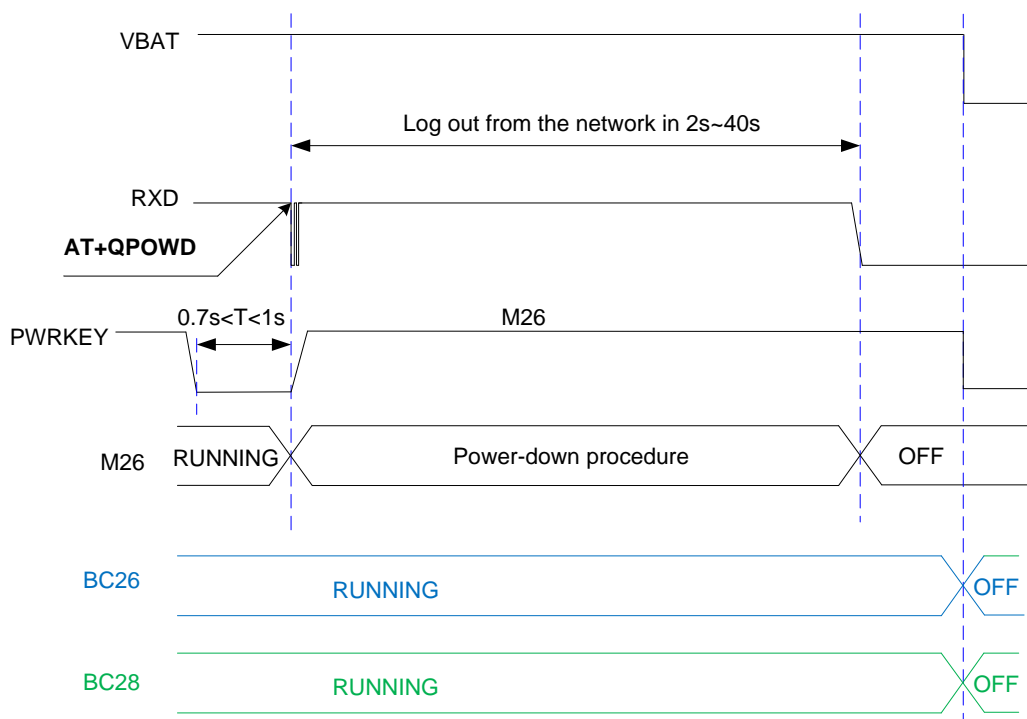 VBAT
Log out from the network in 2s~40s
RXD
AT+QPOWD
0.7s<T<1s
M26
PWRKEY
M26
RUNNING
Power-down procedure
OFF
BC26
RUNNING
OFF
BC28
RUNNING
OFF